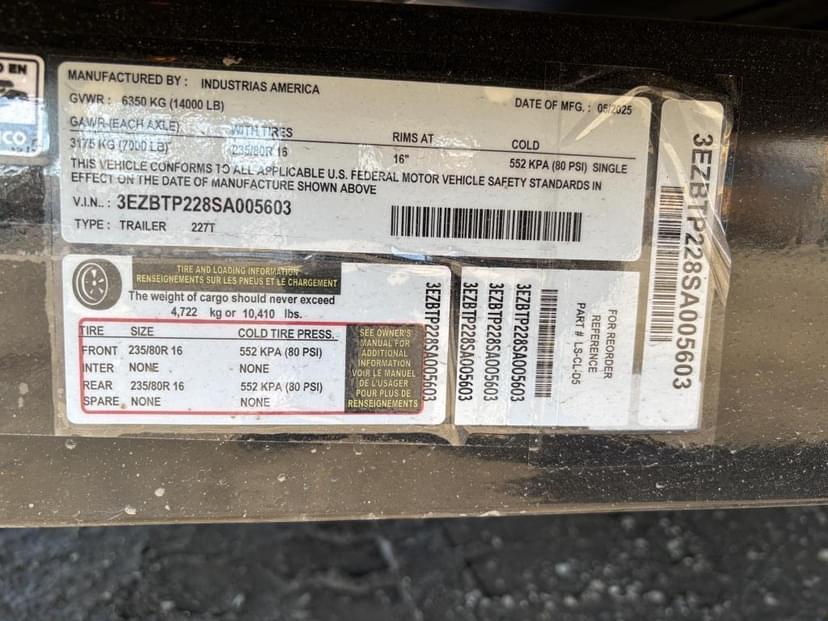 O EN
ICO
MANUFACTURED BY : INDUSTRIAS AMERICA
GVWR : 6350 KG (14000 LB) DATE OF MFG. : 05/2025
GAWR (EACH AXLE) WITH TIRES RIMS AT COLD
3175 KG (7000 LB) 235/80R 16 16" 552 KPA (80 PSI) SINGLE
THIS VEHICLE CONFORMS TO ALL APPLICABLE U.S. FEDERAL MOTOR VEHICLE SAFETY STANDARDS IN
EFFECT ON THE DATE OF MANUFACTURE SHOWN ABOVE
V.I.N.. : 3EZBTP228SA005603
TYPE : TRAILER 227T
3EZBTP228SA005603
TIRE AND LOADING INFORMATION
RENSEIGNEMENTS SUR LES PNEUS ET LE CHARGEMENT
The weight of cargo should never exceed
4,722 kg or 10,410 lbs.
TIRE SIZE COLD TIRE PRESS.
FRONT 235/80R 16 552 KPA (80 PSI)
INTER NONE NONE
REAR 235/80R 16 552 KPA (80 PSI)
SPARE NONE NONE
SEE OWNER'S
MANUAL FOR
ADDITIONAL
INFORMATION
VOIR LE MANUEL
DE L'USAGER
POUR PLUS DE
RENSEIGNEMENTS
3EZBTP228SA005603
3EZBTP228SA005603
3EZBTP228SA005603
3EZBTP228SA005603
FOR REORDER
REFERENCE
PART # LS-CL-D5